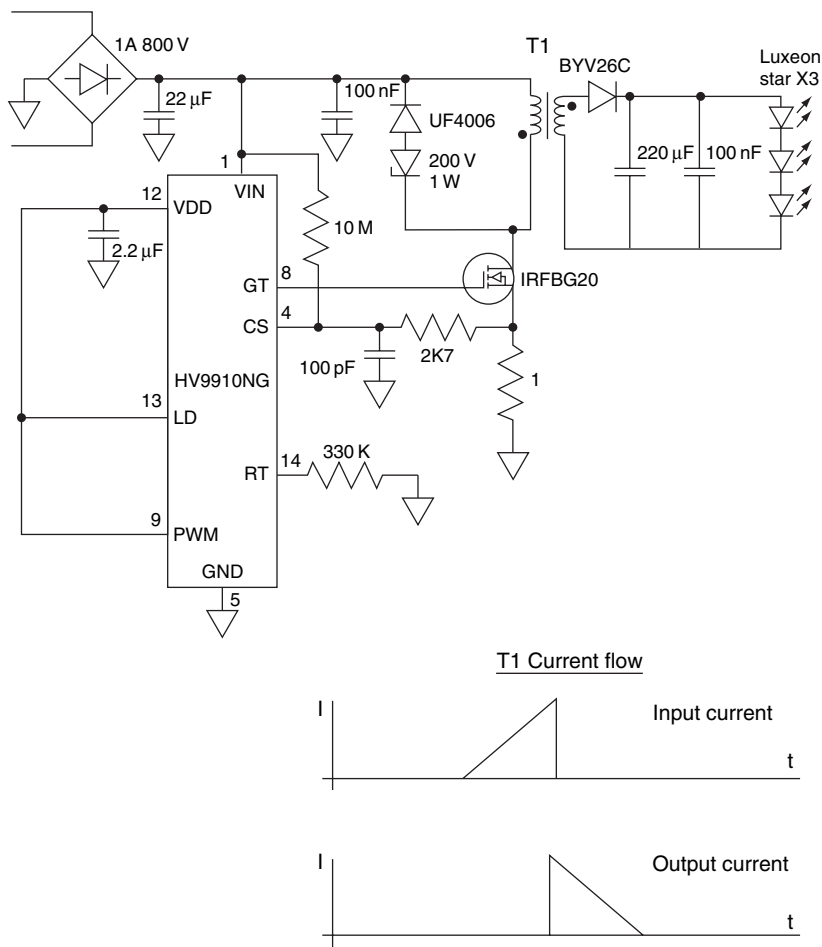 1A 800 V
22 µF
100 nF
UF4006
200 V
1 W
T1
BYV26C
Luxeon
star X3
220 µF
100 nF
1
VIN
12
VDD
2.2 µF
10 M
8
GT
IRFBG20
4
CS
2K7
100 pF
1
HV9910NG
13
LD
14
RT
330 K
9
PWM
GND
5
T1 Current flow
I
Input current
t
I
Output current
t